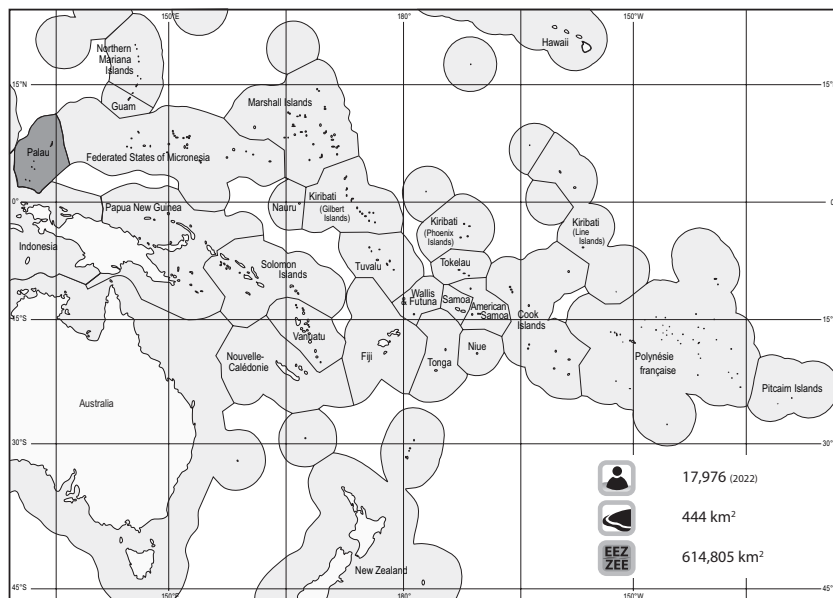 150°E
180°
150°W
Hawaii
Northern
Mariana
Islands
15°N
15°N
Guam
Marshall Islands
Palau
Federated States of Micronesia
0°
0°
Papua New Guinea
Nauru
Kiribati
(Gilbert
Islands)
Kiribati
(Phoenix
Islands)
Kiribati
(Line
Islands)
Indonesia
Solomon
Islands
Tuvalu
Tokelau
Wallis
& Futuna
Samoa
American
Samoa
Cook
Islands
15°S
15°S
Vanuatu
Nouvelle-
Calédonie
Fiji
Tonga
Niue
Polynésie
française
Pitcairn Islands
Australia
30°S
30°S
17,976 (2022)
444 km²
EEZ
ZEE
614,805 km²
New Zealand
45°S
45°S
150°E
180°
150°W